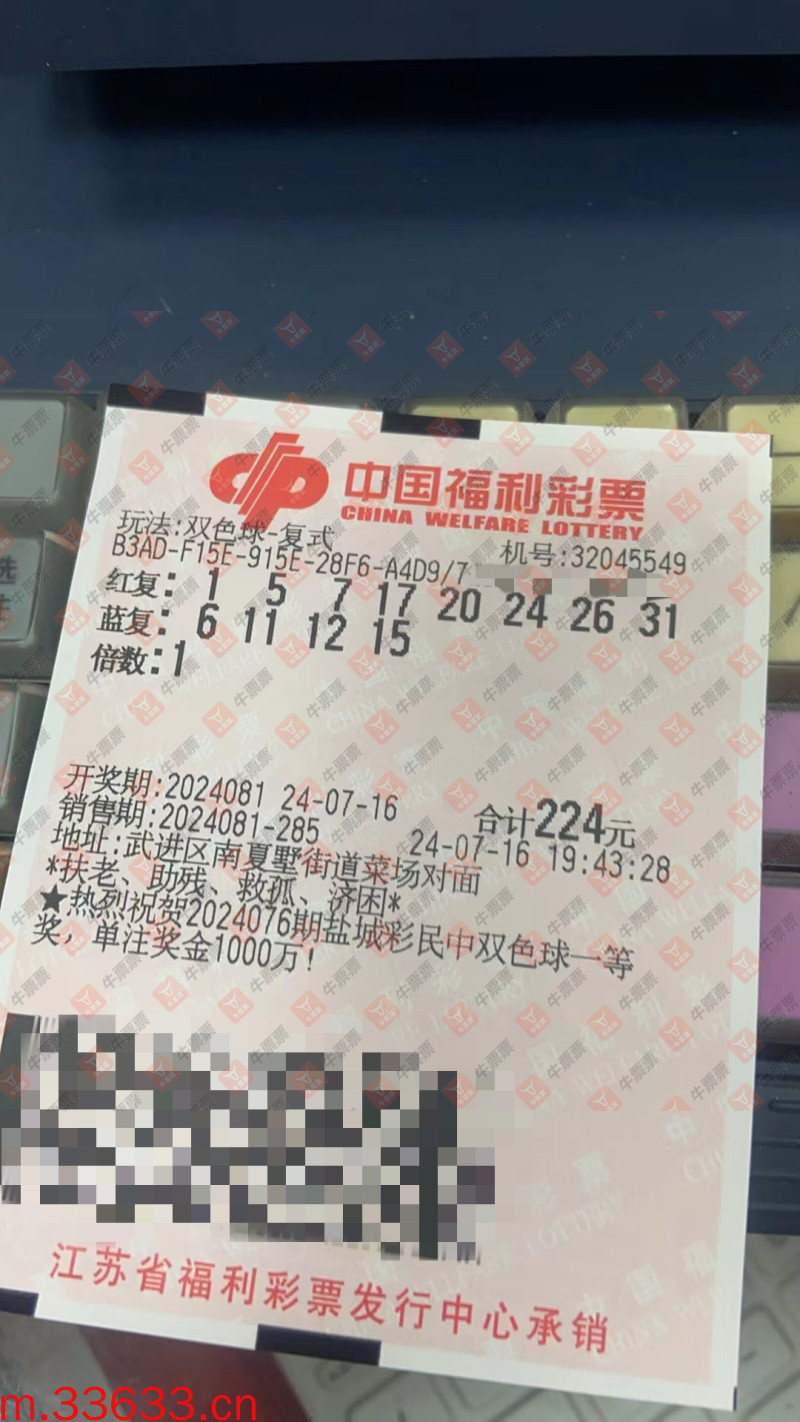 中国福利彩票
CHINA WELFARE LOTTERY
玩法:双色球-复式
机号:32045549
B3AD-F15E-915E-28F6-A4D9/7
红复: 1 5 7 17 20 24 26 31
蓝复: 6 11 12 15
倍数:1
开奖期:2024081 24-07-16
合计224元
销售期:2024081-285
24-07-16 19:43:28
地址:武进区南夏墅街道菜场对面
*扶老、助残、救孤、济困*
★热烈祝贺2024076期盐城彩民中双色球一等
奖，单注奖金1000万!
江苏省福利彩票发行中心承销
m.33633.cn
牛票票